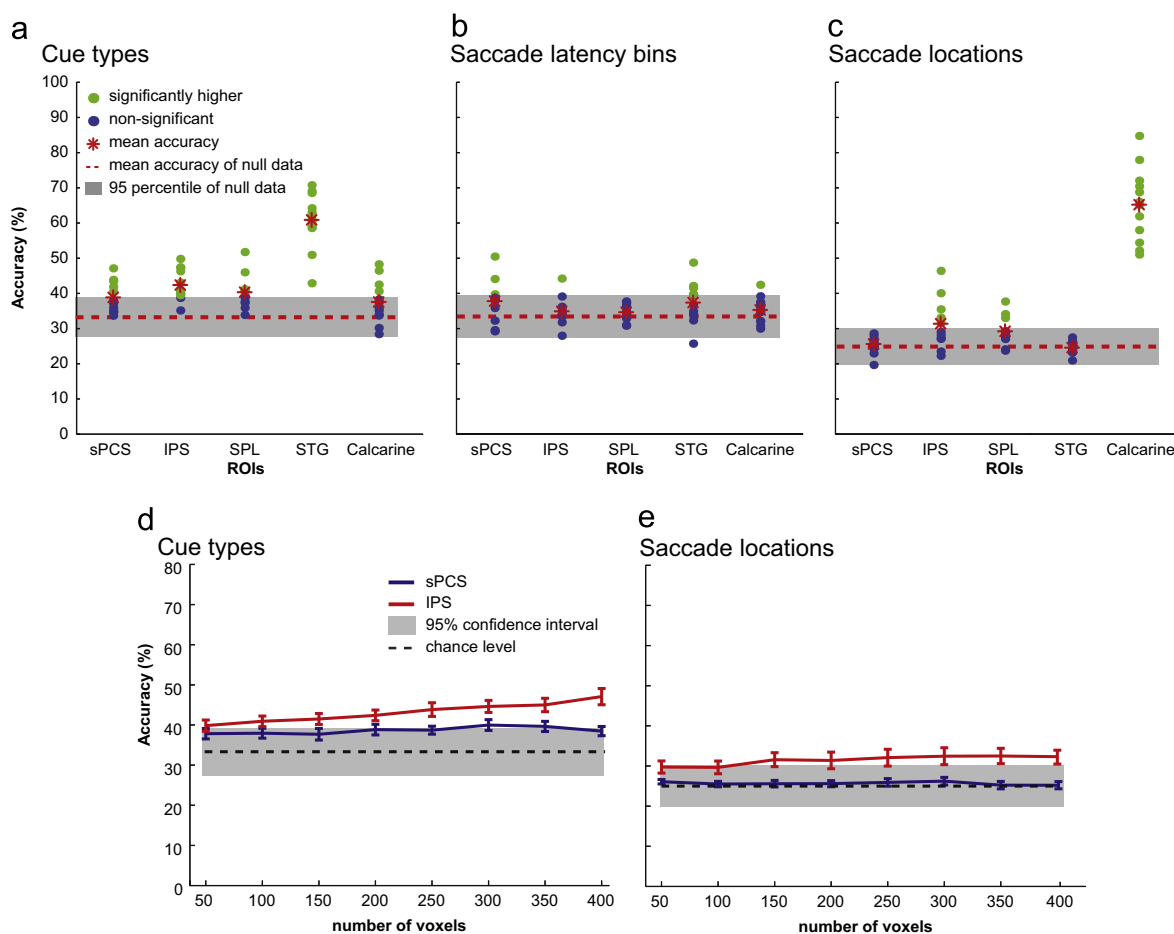 a
Cue types
b
Saccade latency bins
c
Saccade locations
100
90
80
70
60
50
40
30
20
10
0
Accuracy (%)
significantly higher
non-significant
mean accuracy
mean accuracy of null data
95 percentile of null data
sPCS IPS SPL STG Calcarine
ROIs
sPCS IPS SPL STG Calcarine
ROIs
sPCS IPS SPL STG Calcarine
ROIs
d
Cue types
e
Saccade locations
80
70
60
50
40
30
20
10
0
Accuracy (%)
sPCS
IPS
95% confidence interval
chance level
50 100 150 200 250 300 350 400
number of voxels
50 100 150 200 250 300 350 400
number of voxels